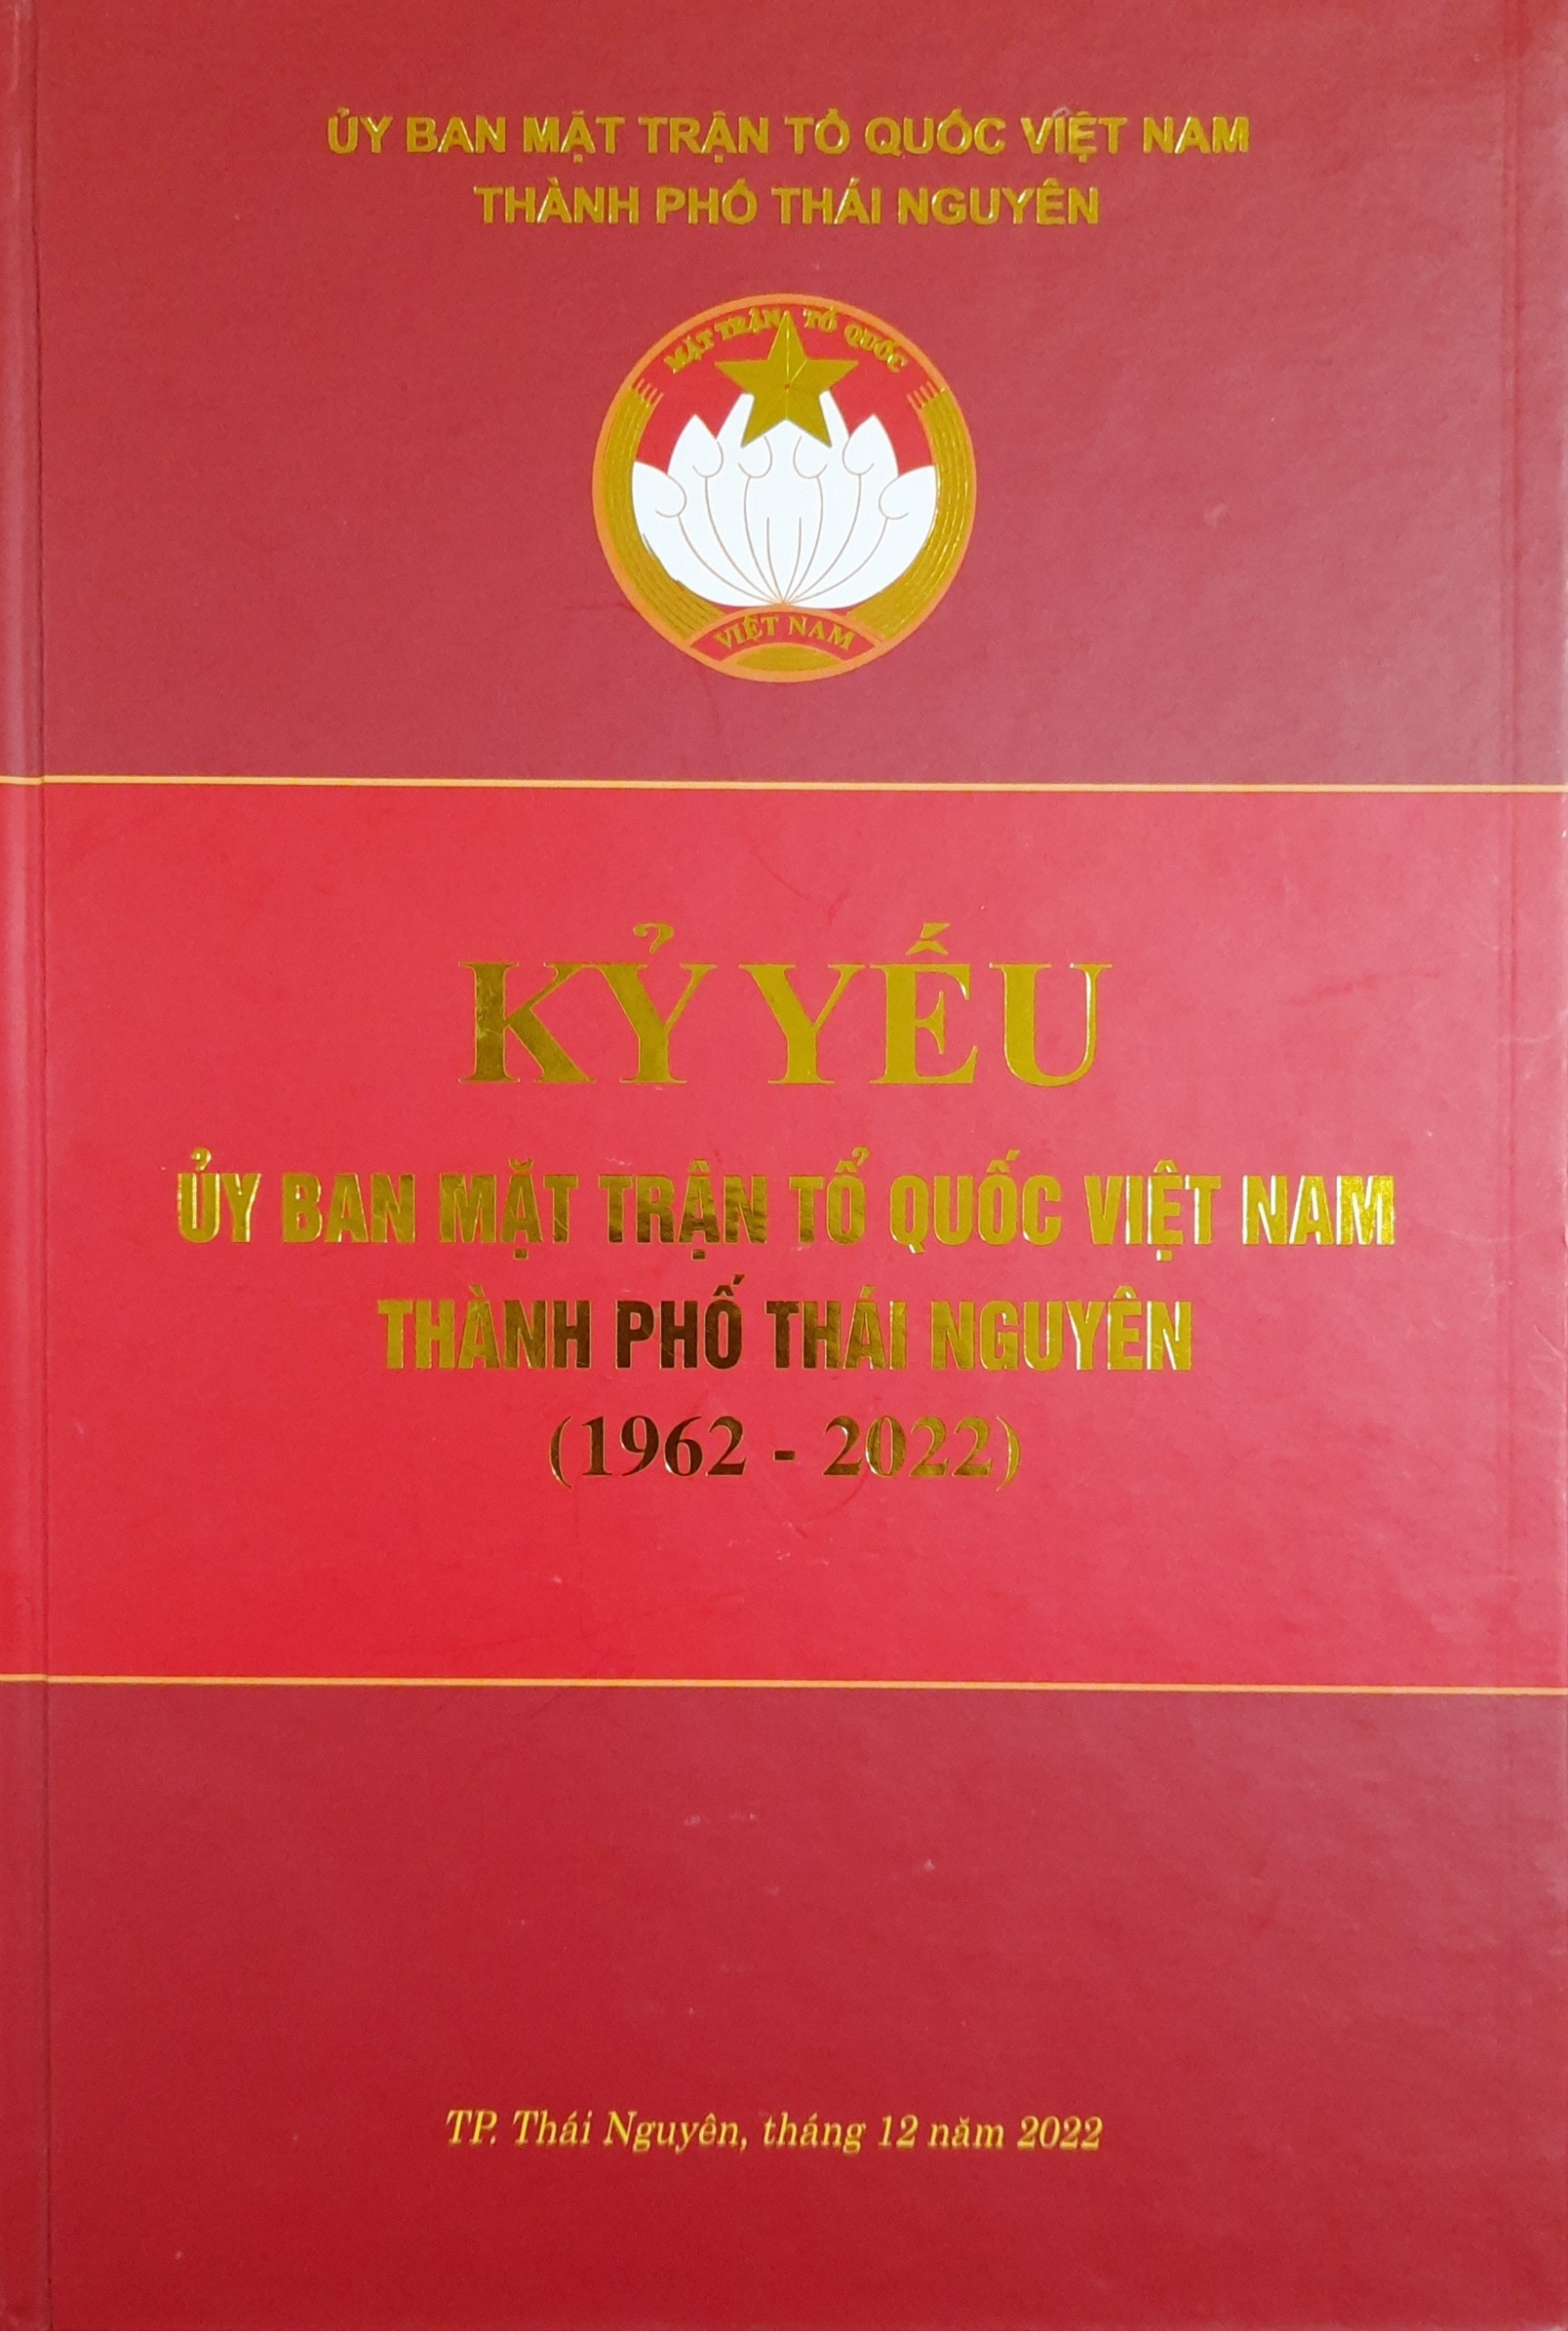 ỦY BAN MẶT TRẬN TỔ QUỐC VIỆT NAM
THÀNH PHỐ THÁI NGUYÊN
MẶT TRẬN TỔ QUỐC
VIỆT NAM
KỶ YẾU
ỦY BAN MẶT TRẬN TỔ QUỐC VIỆT NAM
THÀNH PHỐ THÁI NGUYÊN
(1962 - 2022)
TP. Thái Nguyên, tháng 12 năm 2022